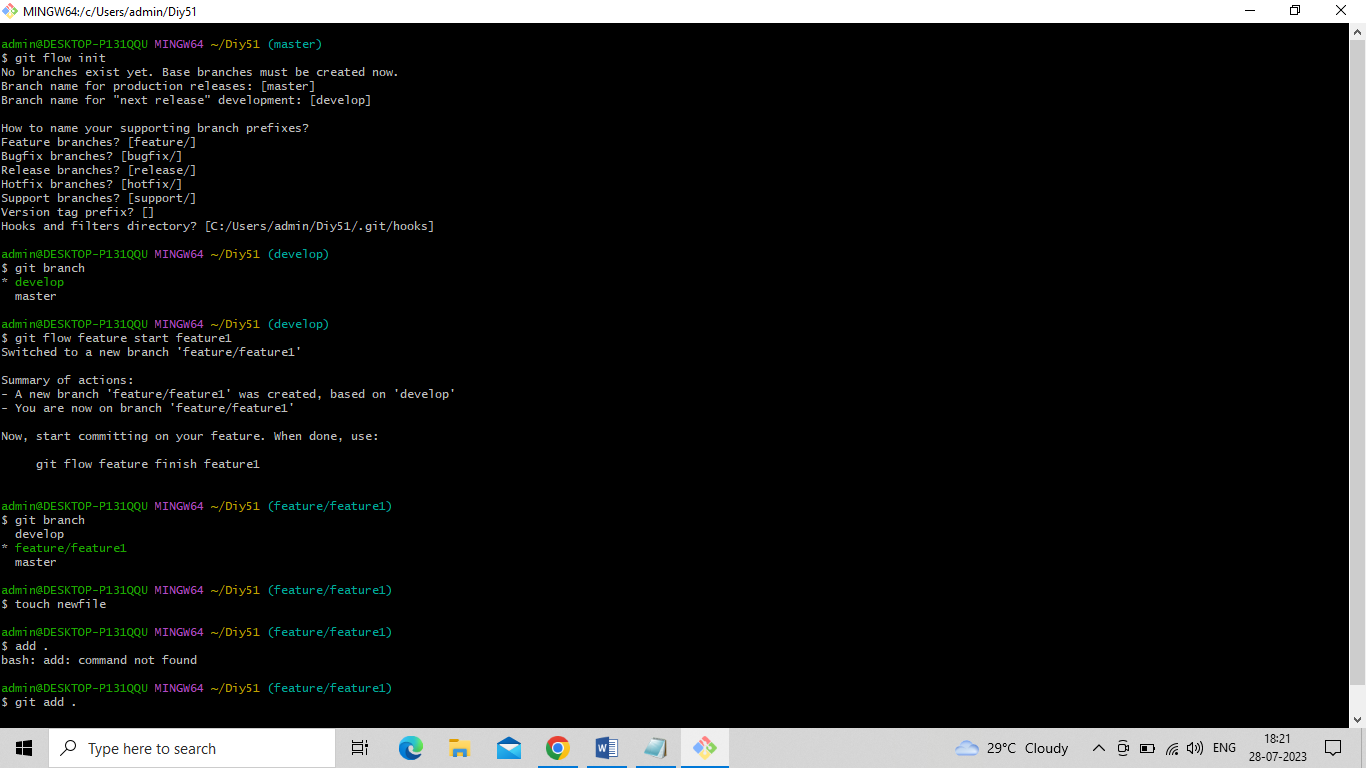 MINGW64:/c/Users/admin/Diy51
admin@DESKTOP-P131QQU MINGW64 ~/Diy51 (master)
$ git flow init
No branches exist yet. Base branches must be created now.
Branch name for production releases: [master]
Branch name for "next release" development: [develop]
How to name your supporting branch prefixes?
Feature branches? [feature/]
Bugfix branches? [bugfix/]
Release branches? [release/]
Hotfix branches? [hotfix/]
Support branches? [support/]
Version tag prefix? []
Hooks and filters directory? [C:/Users/admin/Diy51/.git/hooks]
admin@DESKTOP-P131QQU MINGW64 ~/Diy51 (develop)
$ git branch
* develop
  master
admin@DESKTOP-P131QQU MINGW64 ~/Diy51 (develop)
$ git flow feature start feature1
Switched to a new branch 'feature/feature1'
Summary of actions:
- A new branch 'feature/feature1' was created, based on 'develop'
- You are now on branch 'feature/feature1'
Now, start committing on your feature. When done, use:
     git flow feature finish feature1
admin@DESKTOP-P131QQU MINGW64 ~/Diy51 (feature/feature1)
$ git branch
  develop
* feature/feature1
  master
admin@DESKTOP-P131QQU MINGW64 ~/Diy51 (feature/feature1)
$ touch newfile
admin@DESKTOP-P131QQU MINGW64 ~/Diy51 (feature/feature1)
$ add .
bash: add: command not found
admin@DESKTOP-P131QQU MINGW64 ~/Diy51 (feature/feature1)
$ git add .
Type here to search
29°C Cloudy
ENG
18:21
28-07-2023